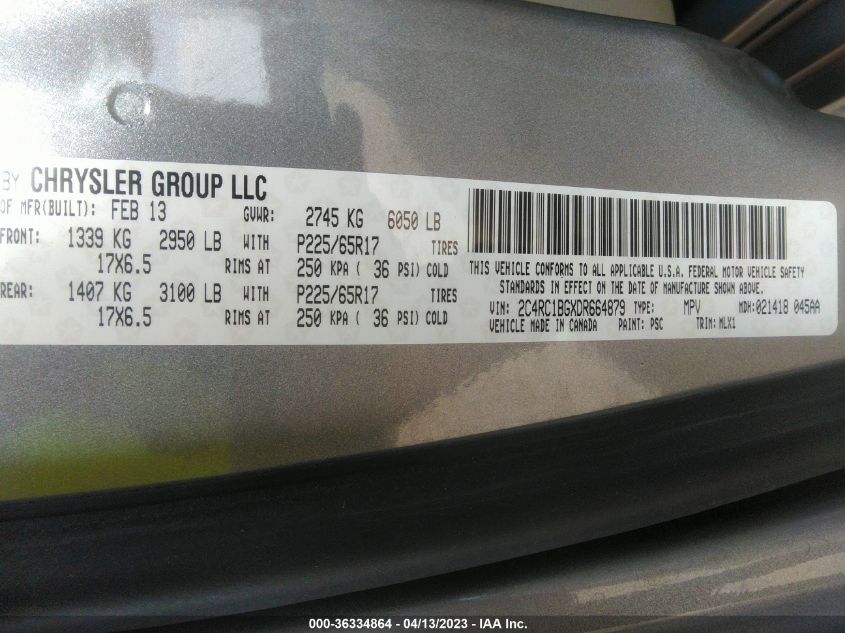 BY CHRYSLER GROUP LLC
OF MFR(BUILT): FEB 13 GVWR: 2745 KG 6050 LB
FRONT: 1339 KG 2950 LB WITH P225/65R17 TIRES
17X6.5 RIMS AT 250 KPA ( 36 PSI) COLD
REAR: 1407 KG 3100 LB WITH P225/65R17 TIRES
17X6.5 RIMS AT 250 KPA ( 36 PSI) COLD
THIS VEHICLE CONFORMS TO ALL APPLICABLE U.S.A. FEDERAL MOTOR VEHICLE SAFETY
STANDARDS IN EFFECT ON THE DATE OF MANUFACTURE SHOWN ABOVE.
VIN: 2C4RC1BGXDR664879 TYPE: MPV MDH:021418 045AA
VEHICLE MADE IN CANADA PAINT: PSC TRIM: MLX1
000-36334864 - 04/13/2023 - IAA Inc.